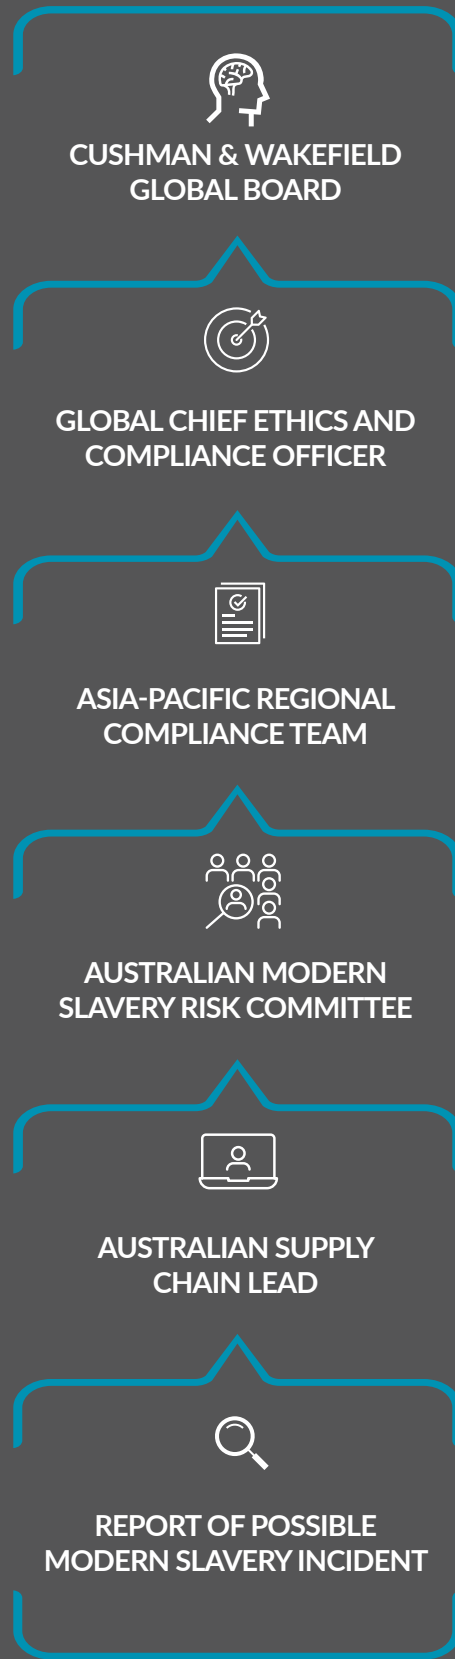 CUSHMAN & WAKEFIELD
GLOBAL BOARD
GLOBAL CHIEF ETHICS AND
COMPLIANCE OFFICER
ASIA-PACIFIC REGIONAL
COMPLIANCE TEAM
AUSTRALIAN MODERN
SLAVERY RISK COMMITTEE
AUSTRALIAN SUPPLY
CHAIN LEAD
REPORT OF POSSIBLE
MODERN SLAVERY INCIDENT